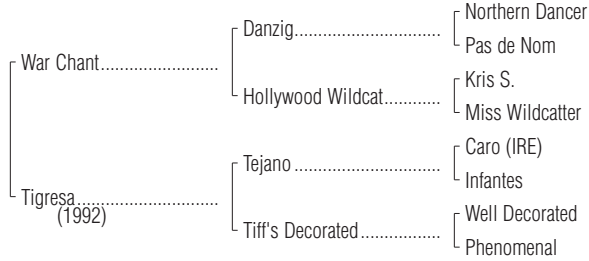 Northern Dancer
Danzig..................................
Pas de Nom
War Chant...........................
Kris S.
Hollywood Wildcat............
Miss Wildcatter
Caro (IRE)
Tejano ..................................
Infantes
Tigresa.................................
(1992)
Well Decorated
Tiff's Decorated..................
Phenomenal